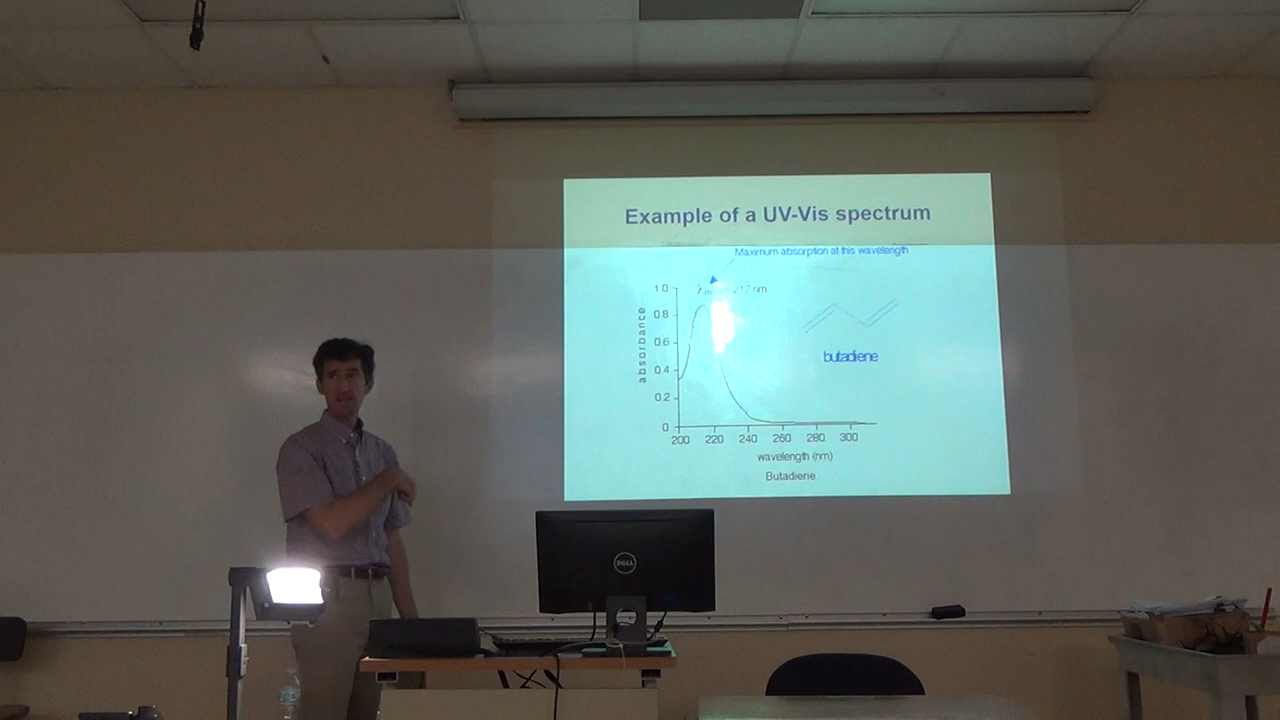 Example of a UV-Vis spectrum
Maximum absorption at this wavelength
217 nm
1.0
0.8
0.6
0.4
0.2
0
absorbance
butadiene
200 220 240 260 280 300
wavelength (nm)
Butadiene
DELL